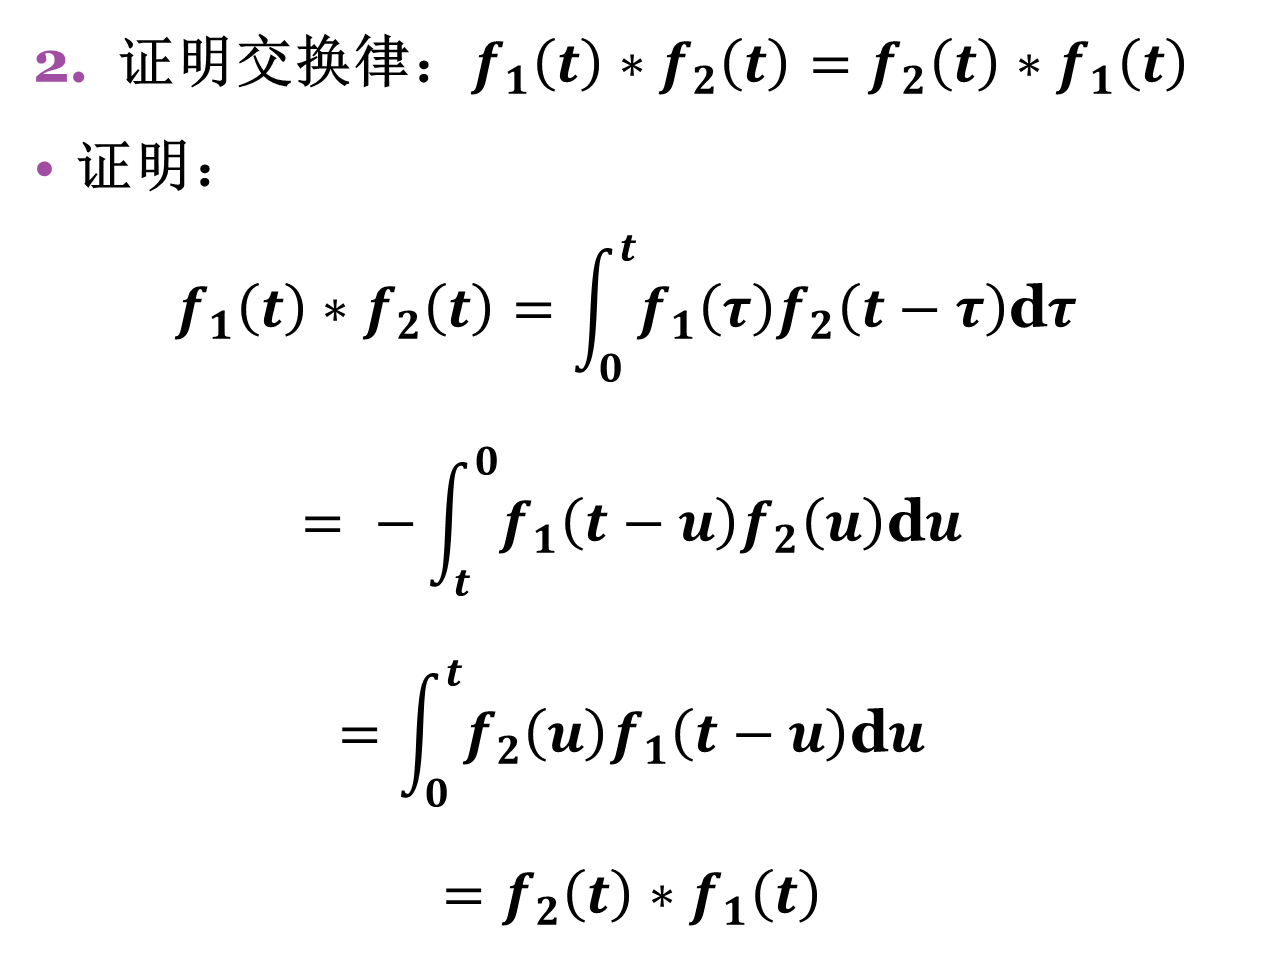 2. 证明交换律：f₁(t) ∗ f₂(t) = f₂(t) ∗ f₁(t)
• 证明：
f₁(t) ∗ f₂(t) = ∫₀ᵗ f₁(τ)f₂(t − τ)dτ
= −∫ₜ⁰ f₁(t − u)f₂(u)du
= ∫₀ᵗ f₂(u)f₁(t − u)du
= f₂(t) ∗ f₁(t)